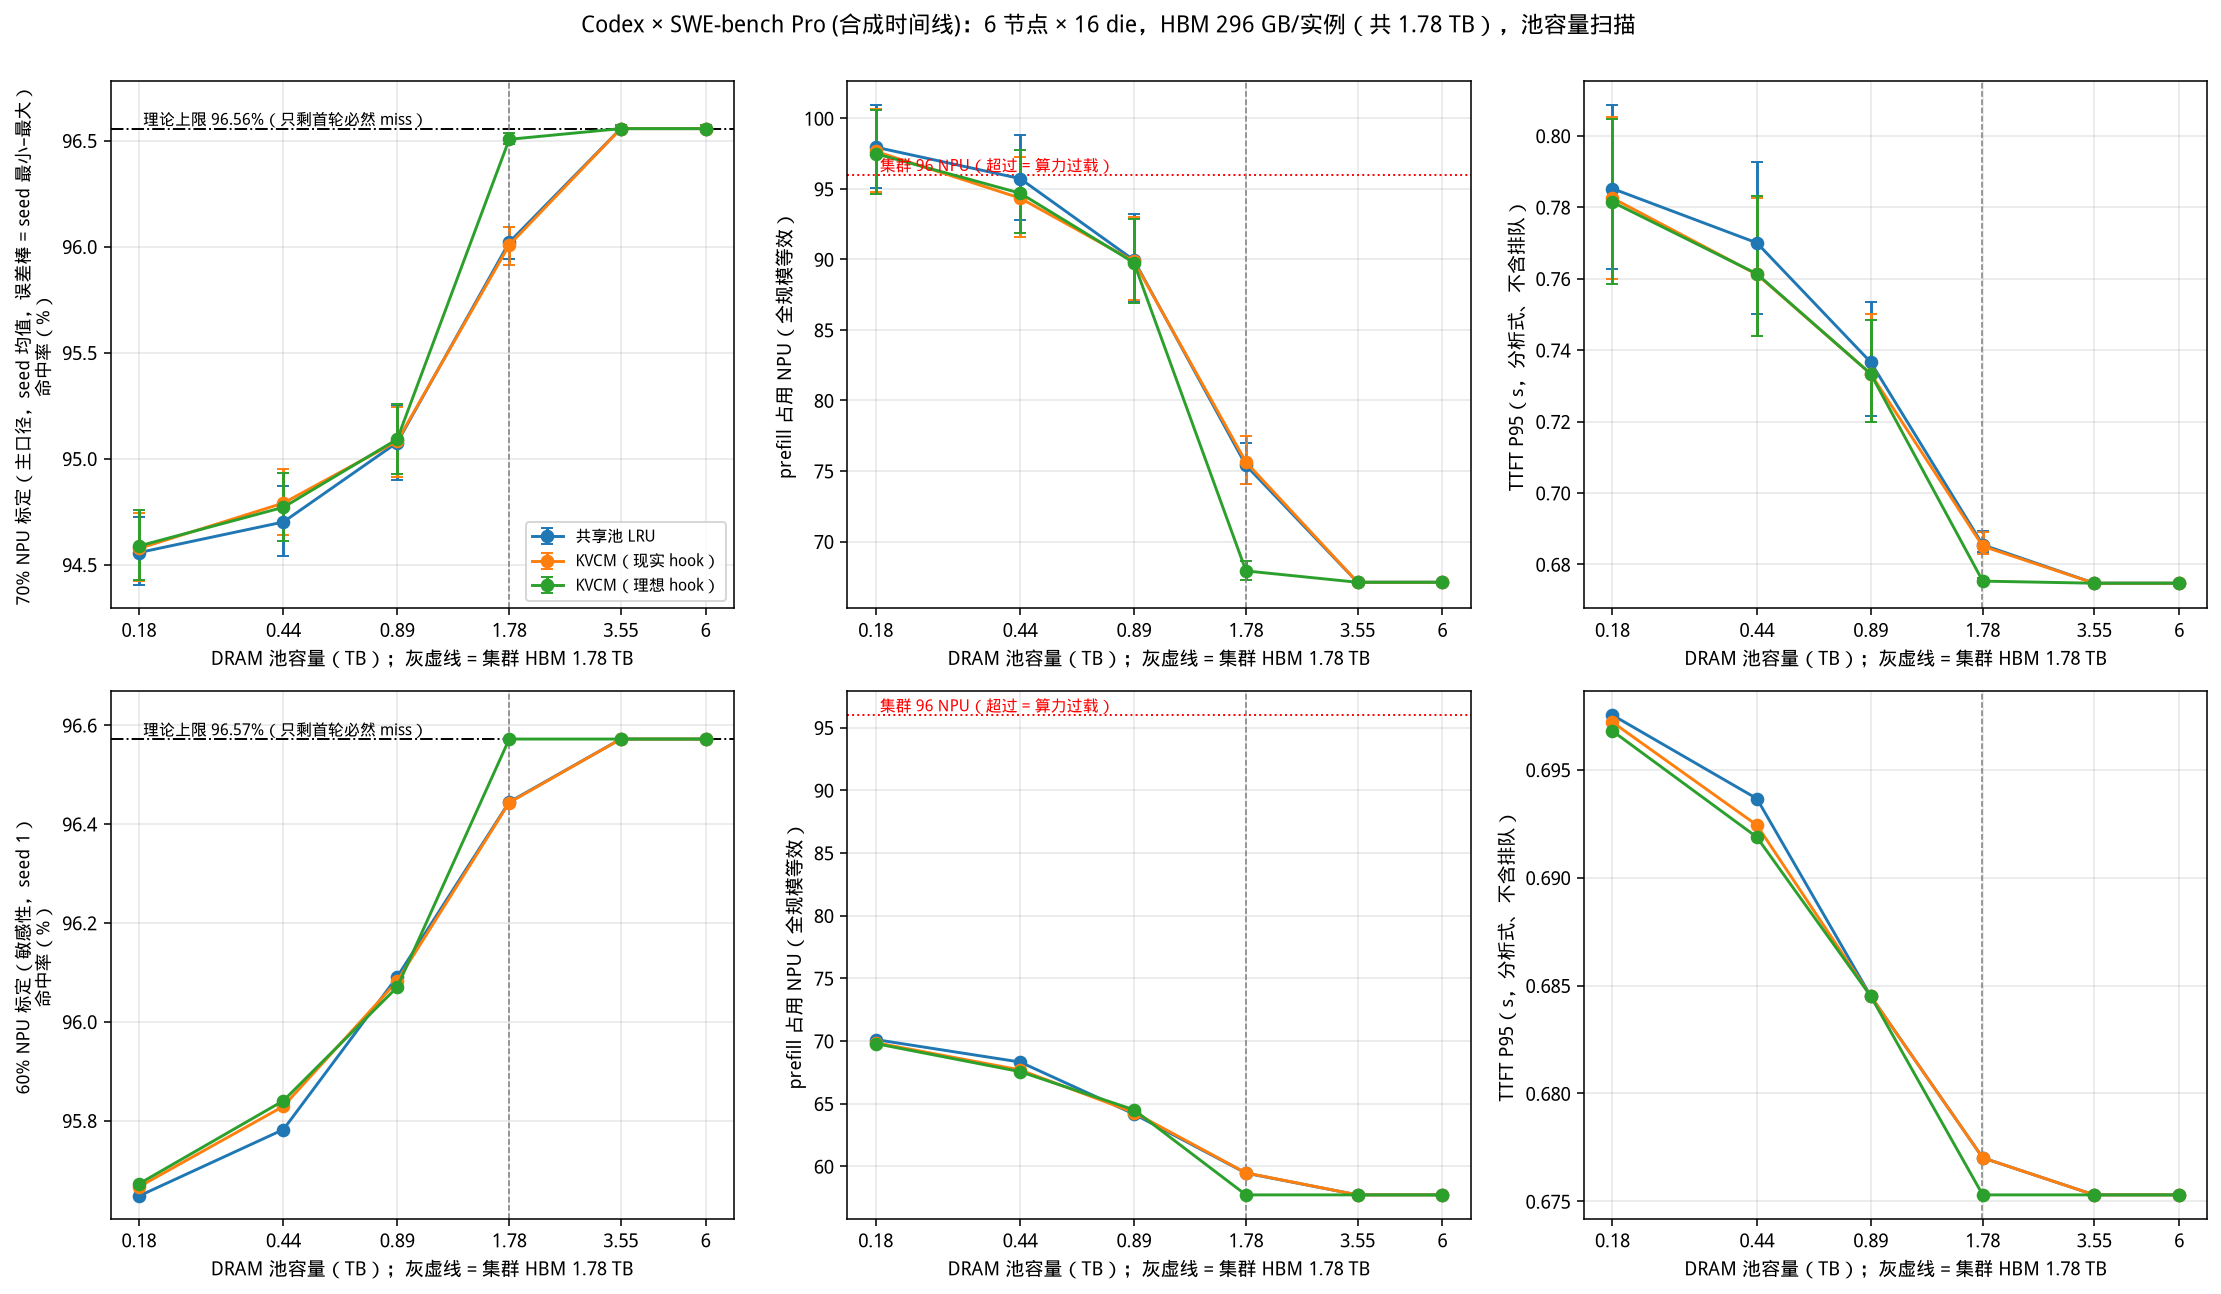 Codex × SWE-bench Pro (合成时间线)：6 节点 × 16 die，HBM 296 GB/实例（共 1.78 TB），池容量扫描
70% NPU 标定（主口径，seed 均值，误差棒 = seed 最小–最大）
命中率（%）
96.5
96.0
95.5
95.0
94.5
理论上限 96.56%（只剩首轮必然 miss）
共享池 LRU
KVCM（现实 hook）
KVCM（理想 hook）
0.18 0.44 0.89 1.78 3.55 6
DRAM 池容量（TB）；灰虚线 = 集群 HBM 1.78 TB
prefill 占用 NPU（全规模等效）
100
95
90
85
80
75
70
集群 96 NPU（超过 = 算力过载）
0.18 0.44 0.89 1.78 3.55 6
DRAM 池容量（TB）；灰虚线 = 集群 HBM 1.78 TB
TTFT P95（s，分析式、不含排队）
0.80
0.78
0.76
0.74
0.72
0.70
0.68
0.18 0.44 0.89 1.78 3.55 6
DRAM 池容量（TB）；灰虚线 = 集群 HBM 1.78 TB
60% NPU 标定（敏感性，seed 1）
命中率（%）
96.6
96.4
96.2
96.0
95.8
理论上限 96.57%（只剩首轮必然 miss）
0.18 0.44 0.89 1.78 3.55 6
DRAM 池容量（TB）；灰虚线 = 集群 HBM 1.78 TB
prefill 占用 NPU（全规模等效）
95
90
85
80
75
70
65
60
集群 96 NPU（超过 = 算力过载）
0.18 0.44 0.89 1.78 3.55 6
DRAM 池容量（TB）；灰虚线 = 集群 HBM 1.78 TB
TTFT P95（s，分析式、不含排队）
0.695
0.690
0.685
0.680
0.675
0.18 0.44 0.89 1.78 3.55 6
DRAM 池容量（TB）；灰虚线 = 集群 HBM 1.78 TB